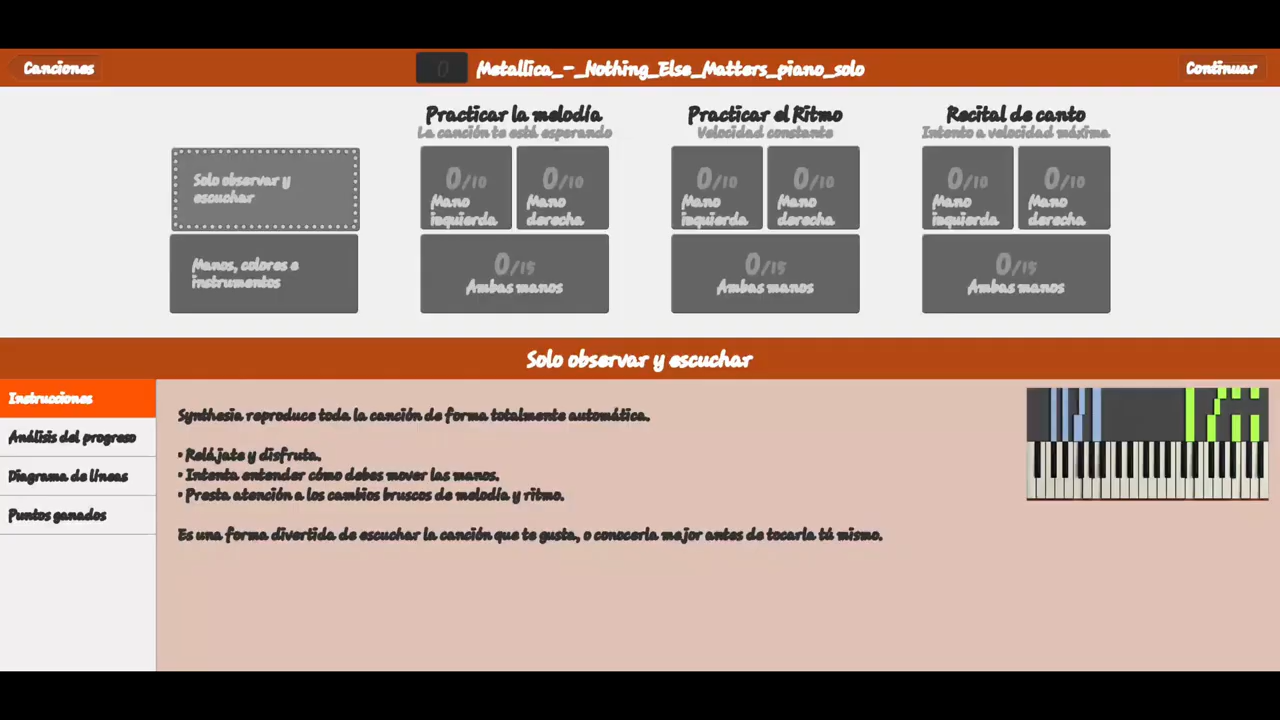 Canciones
0
Metallica_-_Nothing_Else_Matters_piano_solo
Continuar
Practicar la melodía
La canción te está esperando
Practicar el Ritmo
Velocidad constante
Recital de canto
Intento a velocidad máxima
Solo observar y
escuchar
0/10
Mano
izquierda
0/10
Mano
derecha
0/10
Mano
izquierda
0/10
Mano
derecha
0/10
Mano
izquierda
0/10
Mano
derecha
Manos, colores e
instrumentos
0/15
Ambas manos
0/15
Ambas manos
0/15
Ambas manos
Solo observar y escuchar
Instrucciones
Análisis del progreso
Diagrama de líneas
Puntos ganados
Synthesia reproduce toda la canción de forma totalmente automática.
• Relájate y disfruta.
• Intenta entender cómo debes mover las manos.
• Presta atención a los cambios bruscos de melodía y ritmo.
Es una forma divertida de escuchar la canción que te gusta, o conocerla mejor antes de tocarla tú mismo.